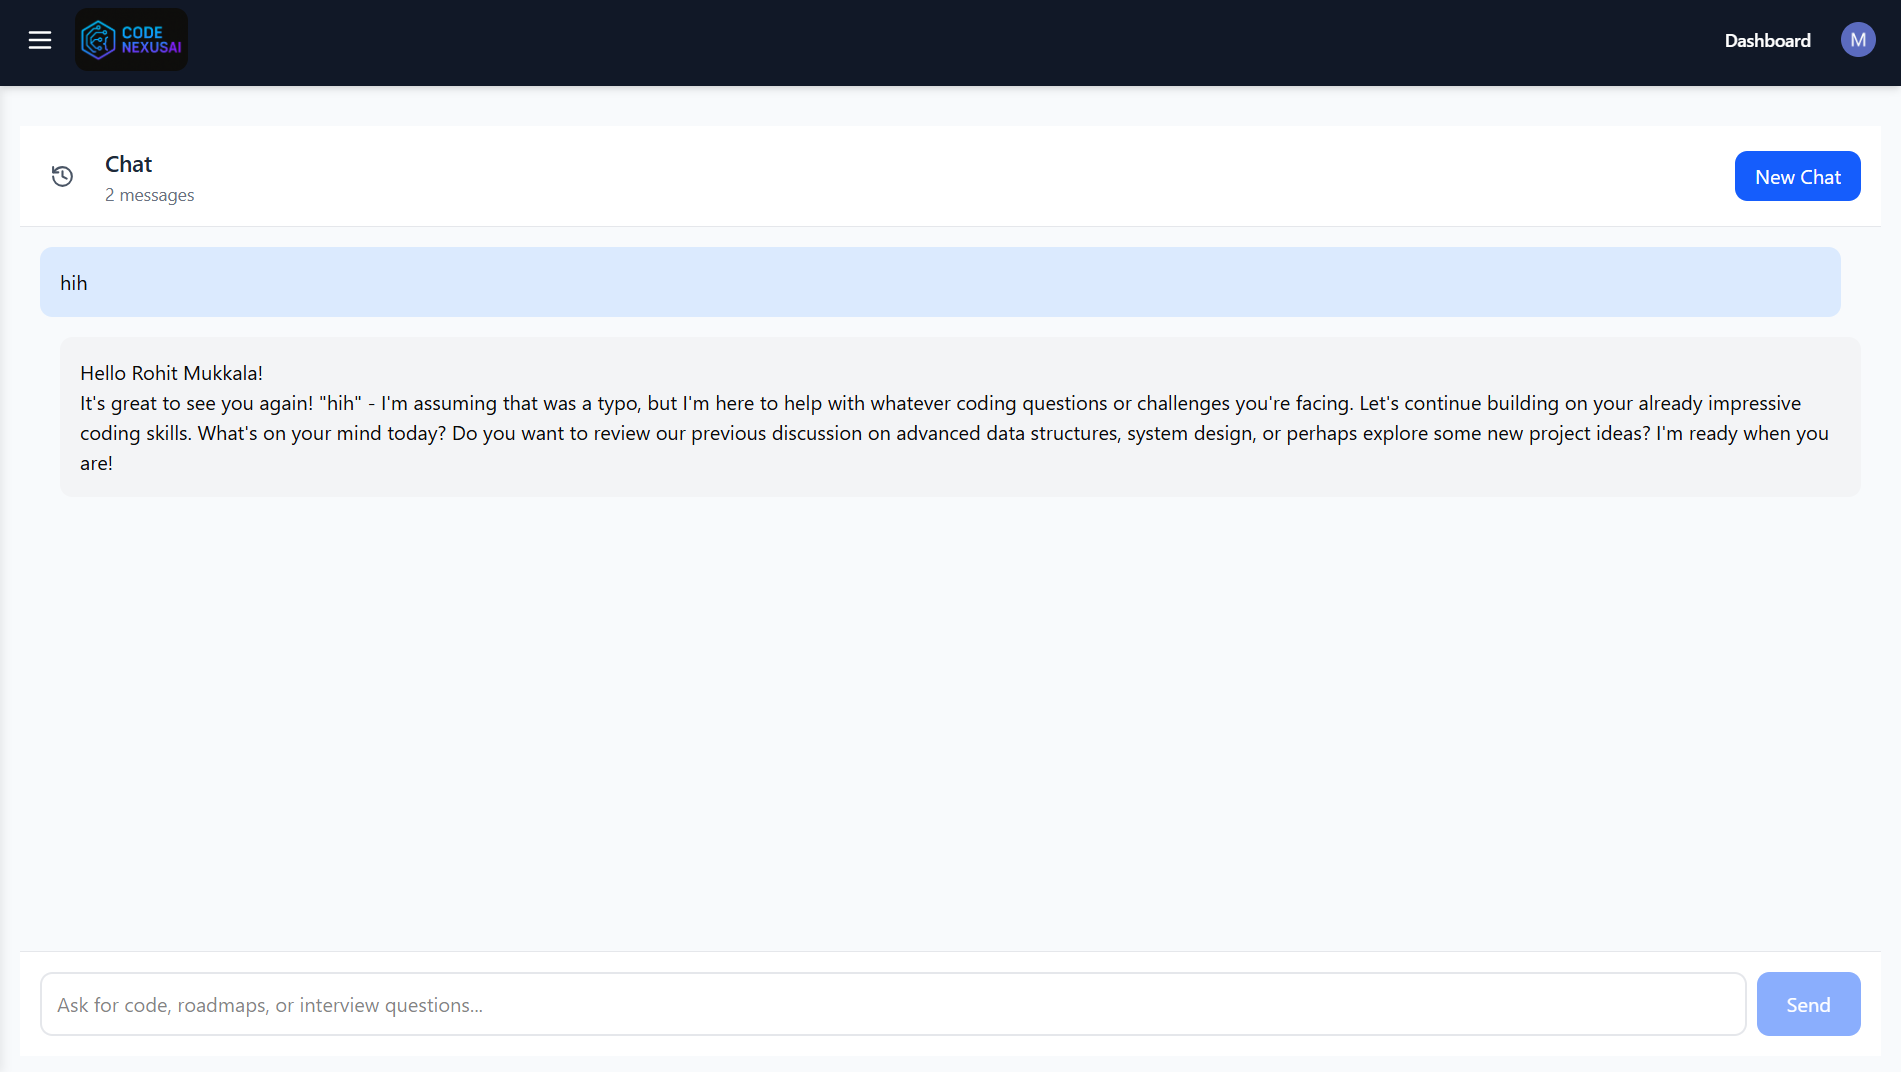 CODE
NEXUSAI
Dashboard
M
Chat
2 messages
New Chat
hih
Hello Rohit Mukkala!
It's great to see you again! "hih" - I'm assuming that was a typo, but I'm here to help with whatever coding questions or challenges you're facing. Let's continue building on your already impressive
coding skills. What's on your mind today? Do you want to review our previous discussion on advanced data structures, system design, or perhaps explore some new project ideas? I'm ready when you
are!
Ask for code, roadmaps, or interview questions...
Send